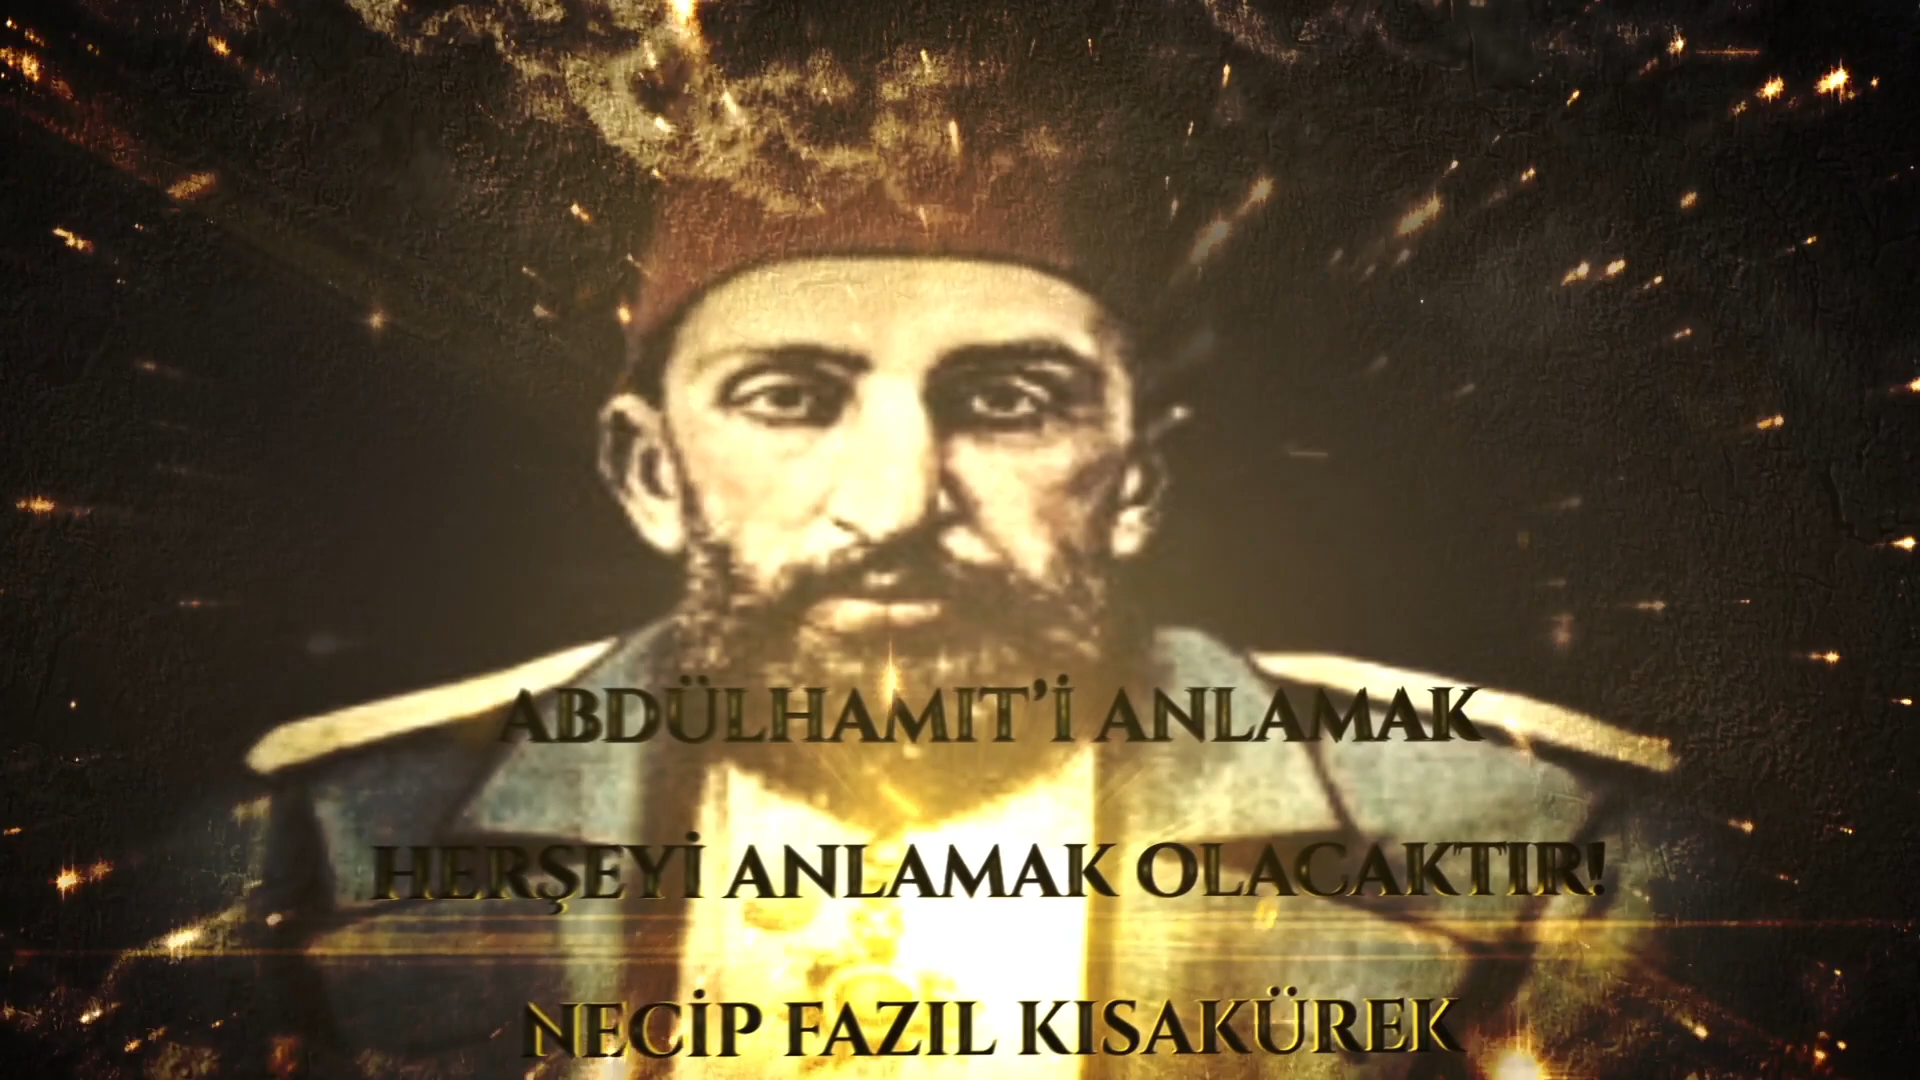 ABDÜLHAMIT'İ ANLAMAK
HERŞEYİ ANLAMAK OLACAKTIR!
NECİP FAZIL KISAKÜREK